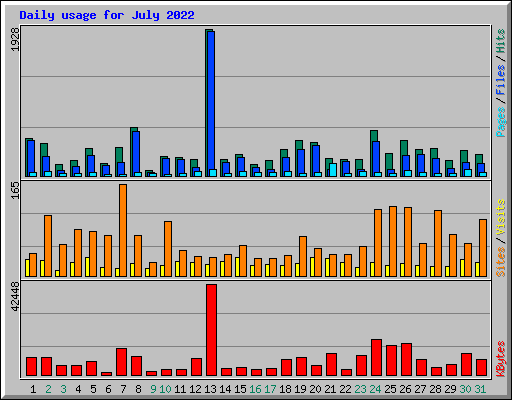 Daily usage for July 2022
1928
Pages / Files / Hits
165
Sites / Visits
42448
KBytes
1 2 3 4 5 6 7 8 9 10 11 12 13 14 15 16 17 18 19 20 21 22 23 24 25 26 27 28 29 30 31